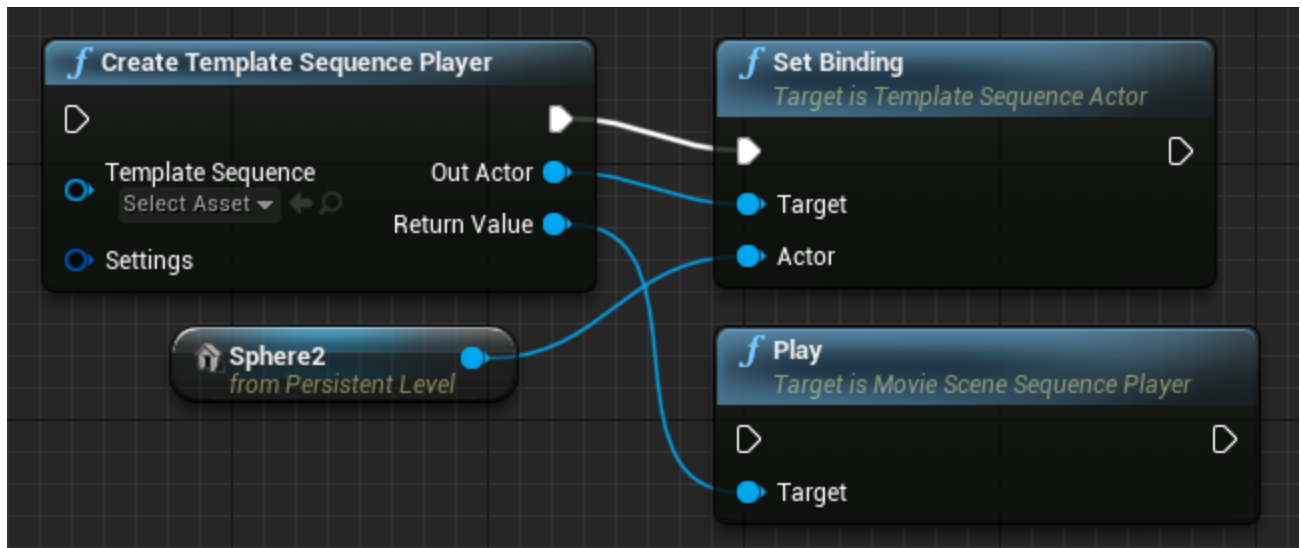 Create Template Sequence Player
Template Sequence
Select Asset
Settings
Out Actor
Return Value
Sphere2
from Persistent Level
Set Binding
Target is Template Sequence Actor
Target
Actor
Play
Target is Movie Scene Sequence Player
Target